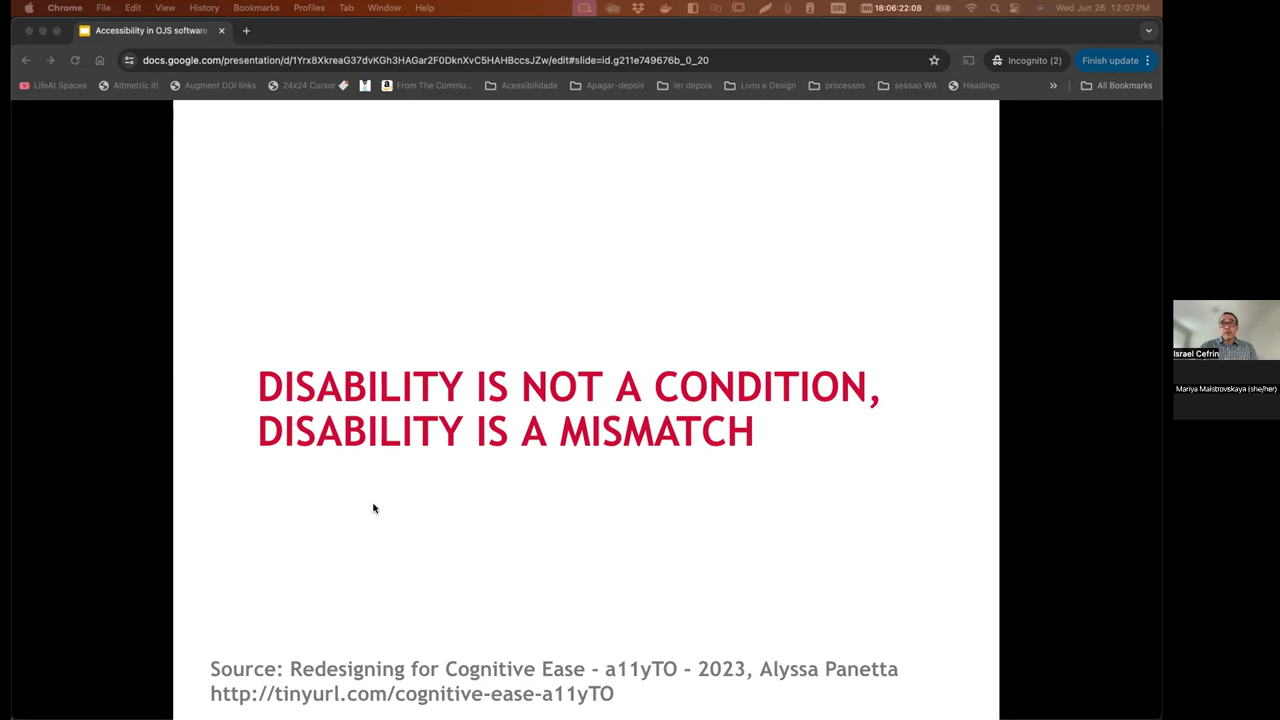 Chrome File Edit View History Bookmarks Profiles Tab Window Help 18:06:22:08 Wed Jun 26 12:07 PM
Accessibility in OJS software
docs.google.com/presentation/d/1Yrx8XkreaG37dvKGh3HAGar2F0DknXvC5HAHBccsJZw/edit#slide=id.g211e749676b_0_20 Incognito (2) Finish update
LifeAt Spaces Altmetric It! Augment DOI links 24x24 Cursor From The Commu... Acessibilidade Apagar-depois ler depois Livro e Design processos sessao WA Headings All Bookmarks
DISABILITY IS NOT A CONDITION,
DISABILITY IS A MISMATCH
Source: Redesigning for Cognitive Ease - a11yTO - 2023, Alyssa Panetta
http://tinyurl.com/cognitive-ease-a11yTO
Israel Cefrin
Mariya Maistrovskaya (she/her)